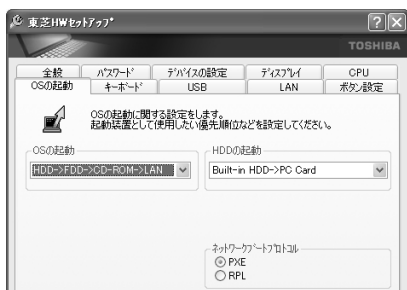 東芝HWセットアップ
TOSHIBA
全般 パスワード デバイスの設定 ディスプレイ CPU
OSの起動 キーボード USB LAN ボタン設定
OSの起動に関する設定をします。
起動装置として使用したい優先順位などを設定してください。
OSの起動 HDDの起動
HDD->FDD->CD-ROM->LAN Built-in HDD->PC Card
ネットワークブートプロトコル
PXE
RPL